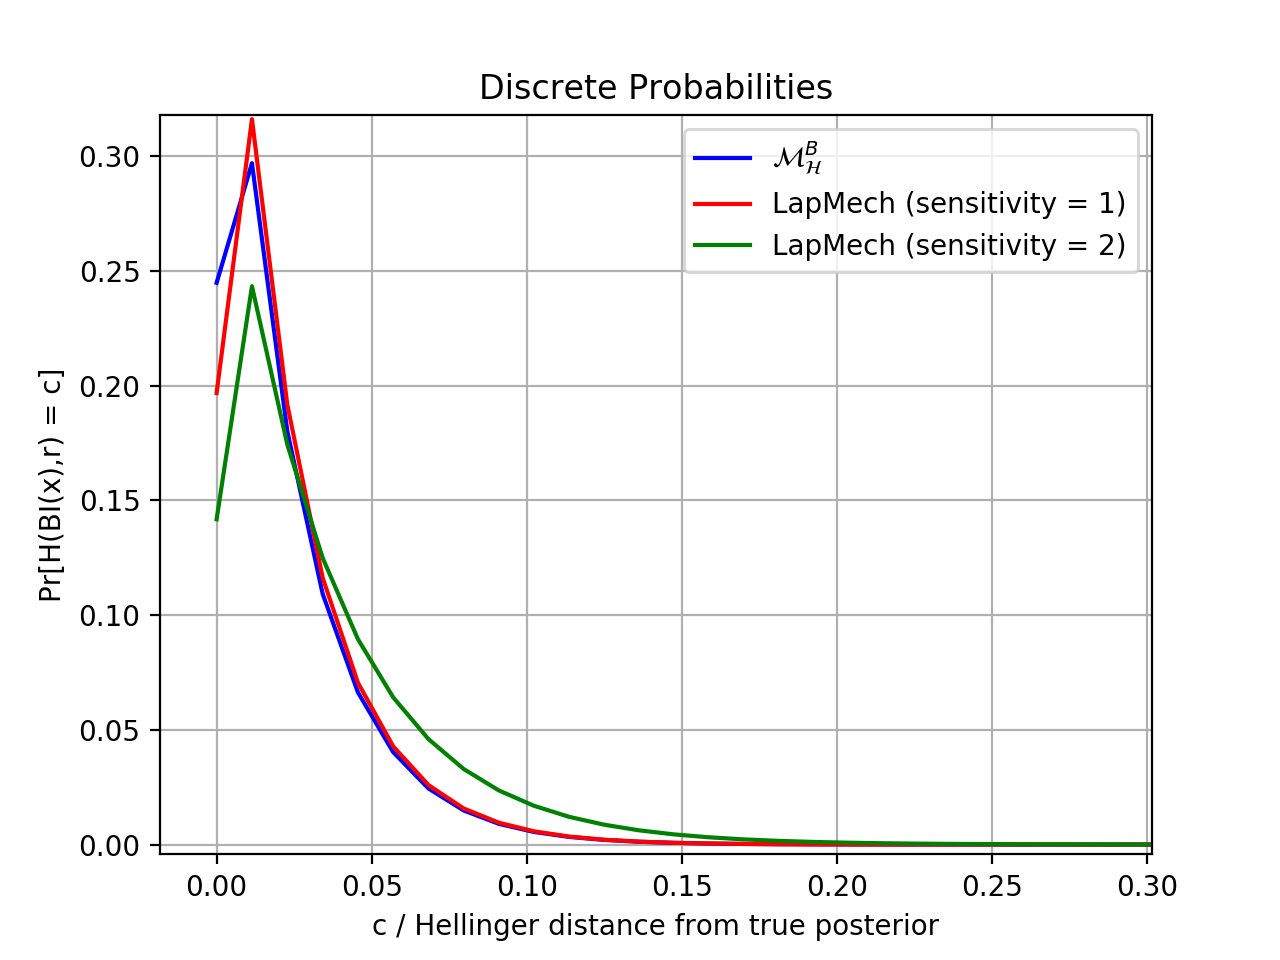 Discrete Probabilities
Pr[H(BI(x),r) = c]
0.30
0.25
0.20
0.15
0.10
0.05
0.00
ℳ_ℋ^B
LapMech (sensitivity = 1)
LapMech (sensitivity = 2)
0.00 0.05 0.10 0.15 0.20 0.25 0.30
c / Hellinger distance from true posterior